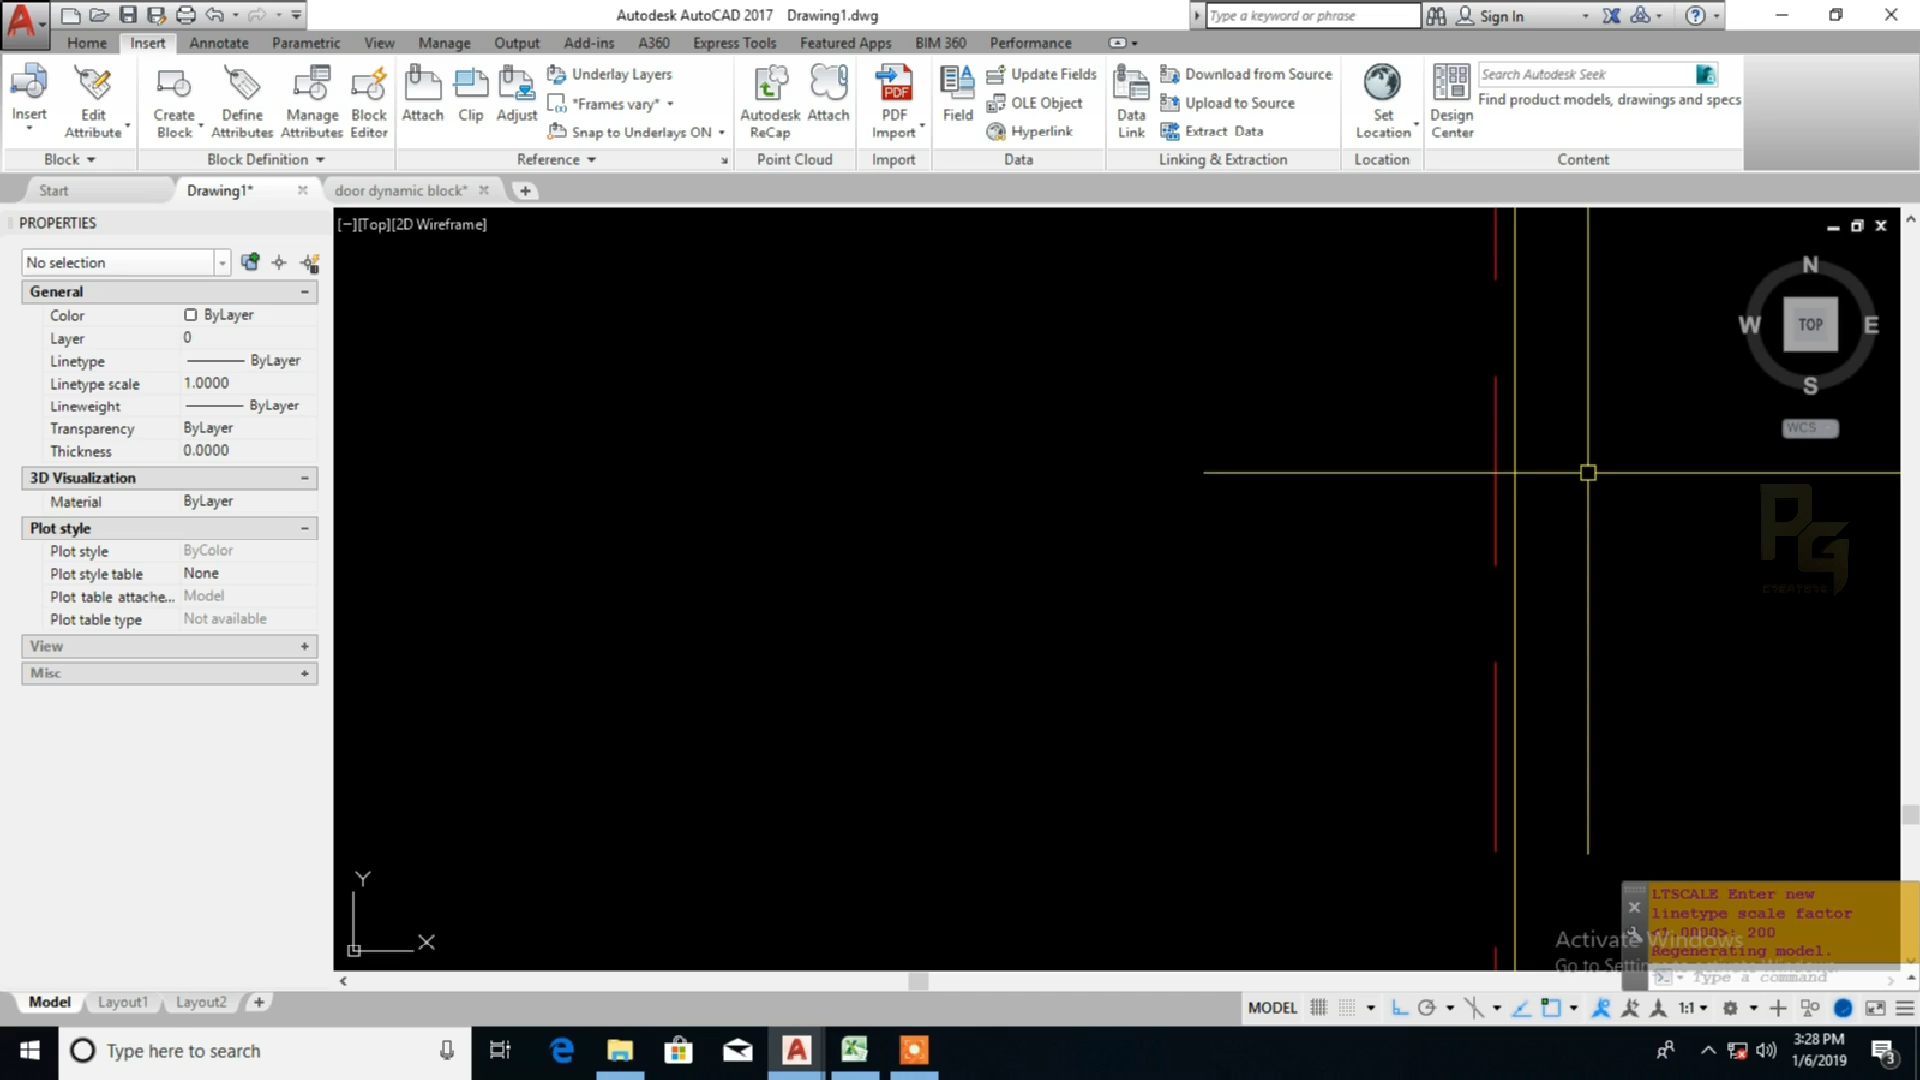 Autodesk AutoCAD 2017 Drawing1.dwg
Type a keyword or phrase
Sign In
Home Insert Annotate Parametric View Manage Output Add-ins A360 Express Tools Featured Apps BIM 360 Performance
Insert
Edit Attribute
Block
Create Block
Define Attributes
Manage Attributes
Block Editor
Block Definition
Attach
Clip
Adjust
Underlay Layers
*Frames vary*
Snap to Underlays ON
Reference
Autodesk ReCap
Attach
Point Cloud
PDF Import
Import
Field
Update Fields
OLE Object
Hyperlink
Data
Data Link
Download from Source
Upload to Source
Extract Data
Linking & Extraction
Set Location
Location
Design Center
Search Autodesk Seek
Find product models, drawings and specs
Content
Start Drawing1* door dynamic block*
PROPERTIES
No selection
General
Color ByLayer
Layer 0
Linetype ByLayer
Linetype scale 1.0000
Lineweight ByLayer
Transparency ByLayer
Thickness 0.0000
3D Visualization
Material ByLayer
Plot style
Plot style ByColor
Plot style table None
Plot table attache... Model
Plot table type Not available
View
Misc
[−][Top][2D Wireframe]
N
W TOP E
S
WCS
PG
Y
X
LTSCALE Enter new
linetype scale factor
<1.0000>: 200
Regenerating model.
Type a command
Activate Windows
Model Layout1 Layout2
MODEL 1:1
Type here to search
3:28 PM
1/6/2019
3